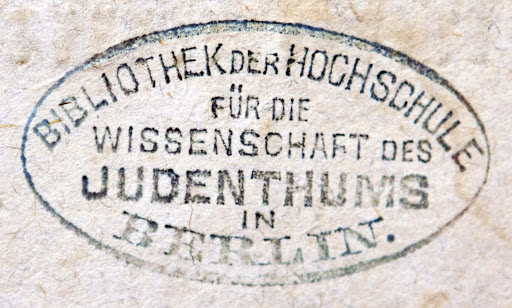 BIBLIOTHEK DER HOCHSCHULE
FÜR DIE
WISSENSCHAFT DES
JUDENTHUMS
IN
BERLIN.